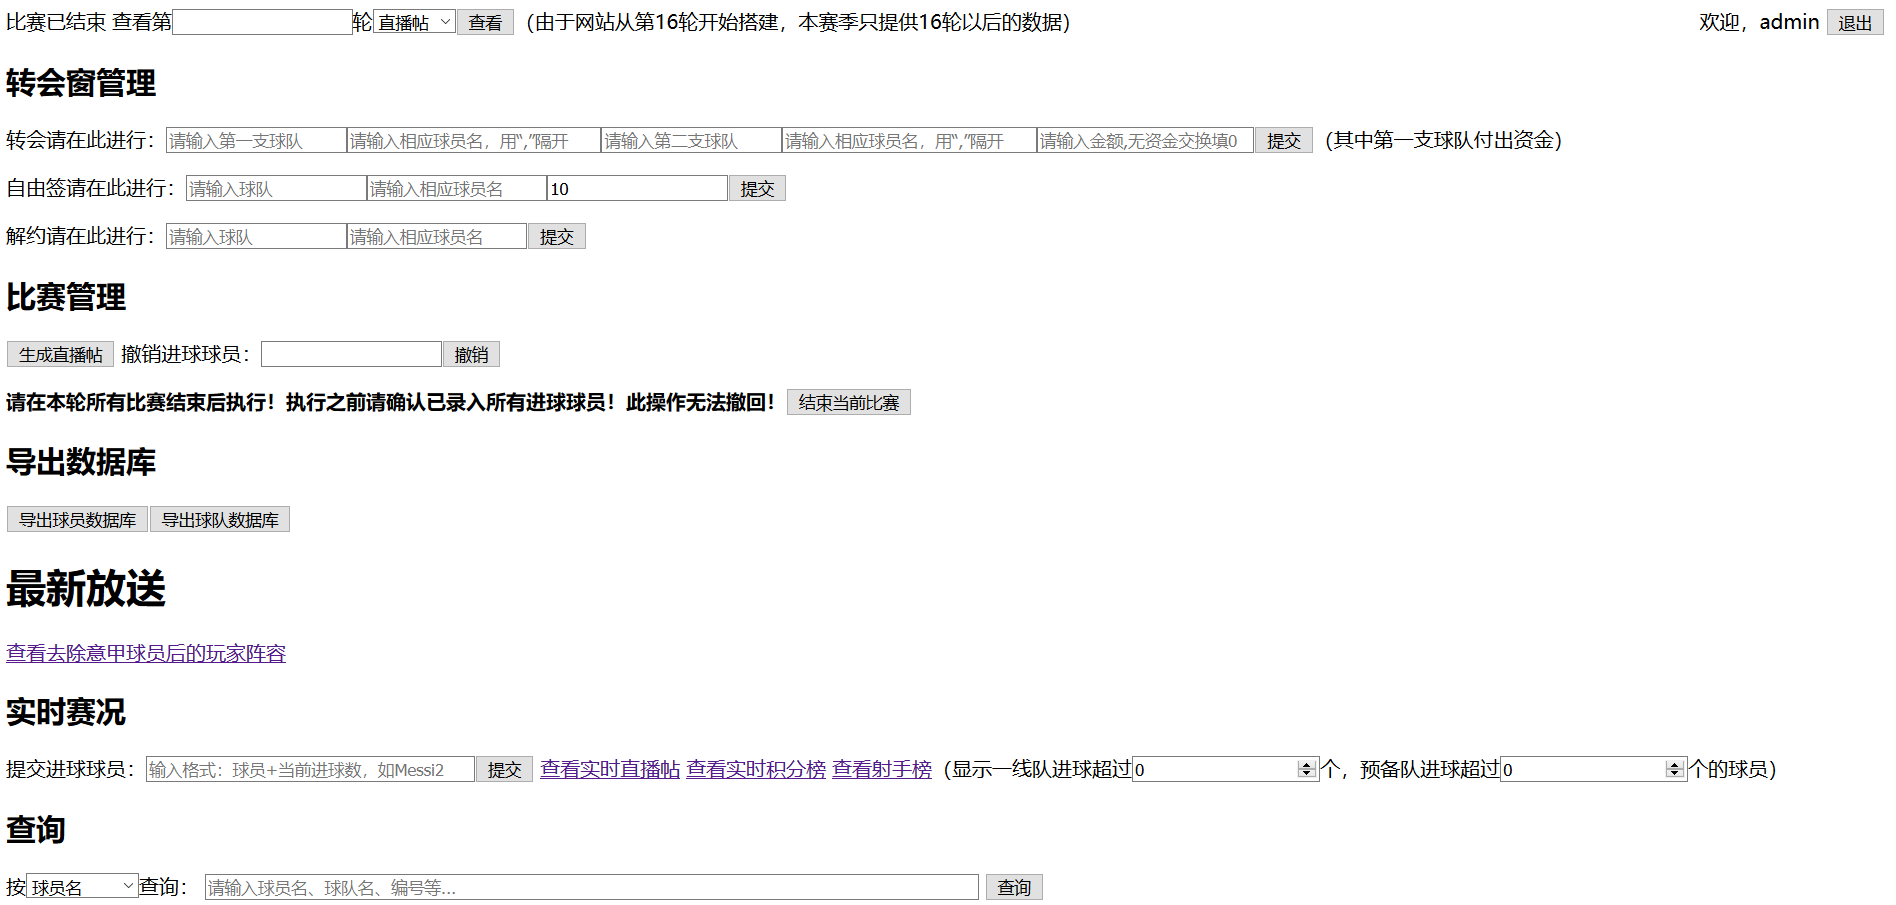 比赛已结束 查看第 轮 直播帖 查看 （由于网站从第16轮开始搭建，本赛季只提供16轮以后的数据） 欢迎，admin 退出
转会窗管理
转会请在此进行： 请输入第一支球队 请输入相应球员名，用“,”隔开 请输入第二支球队 请输入相应球员名，用“,”隔开 请输入金额,无资金交换填0 提交 （其中第一支球队付出资金）
自由签请在此进行： 请输入球队 请输入相应球员名 10 提交
解约请在此进行： 请输入球队 请输入相应球员名 提交
比赛管理
生成直播帖 撤销进球球员： 撤销
请在本轮所有比赛结束后执行！执行之前请确认已录入所有进球球员！此操作无法撤回！ 结束当前比赛
导出数据库
导出球员数据库 导出球队数据库
最新放送
查看去除意甲球员后的玩家阵容
实时赛况
提交进球球员： 输入格式：球员+当前进球数，如Messi2 提交 查看实时直播帖 查看实时积分榜 查看射手榜（显示一线队进球超过 0 个，预备队进球超过 0 个的球员）
查询
按 球员名 查询： 请输入球员名、球队名、编号等... 查询